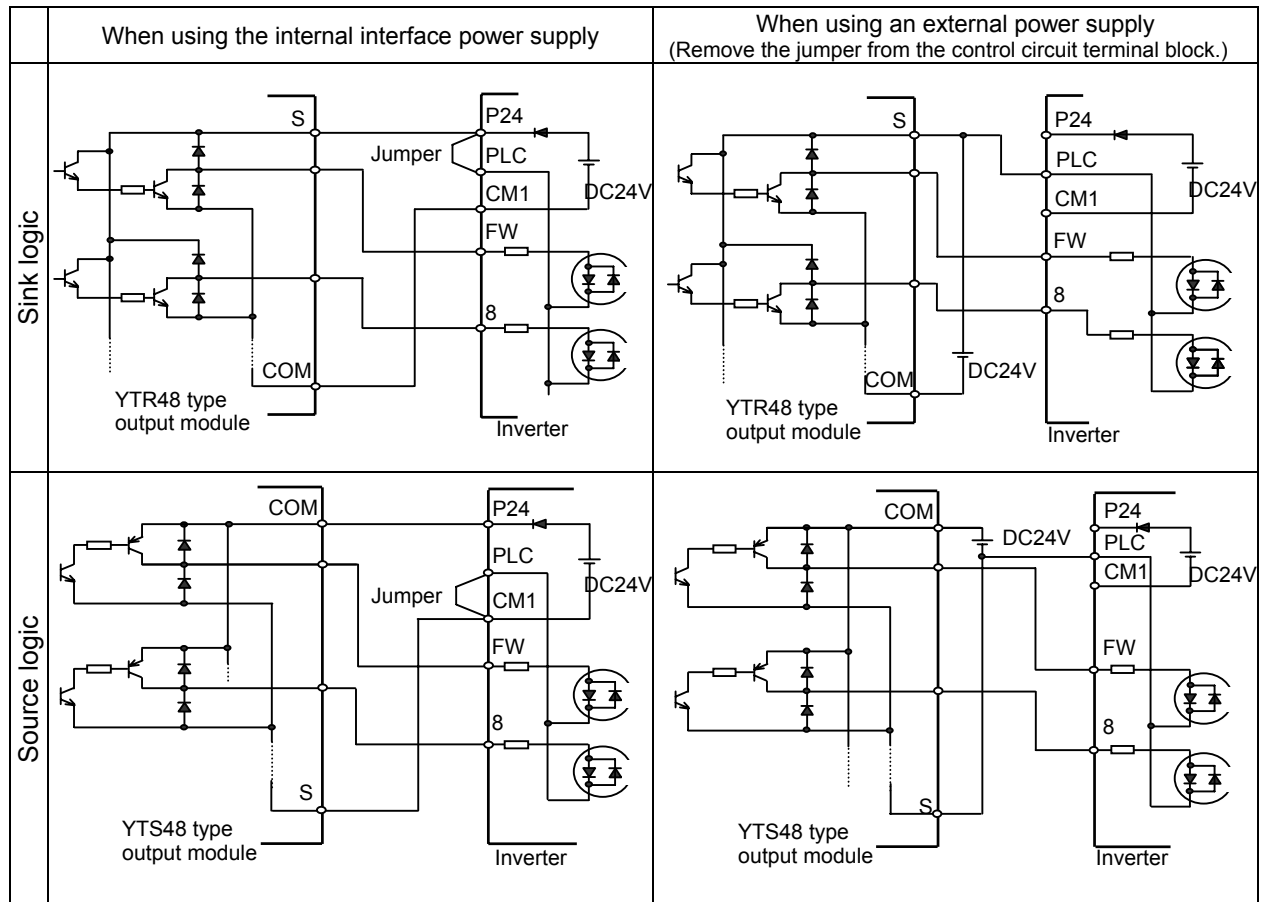 When using the internal interface power supply
When using an external power supply
(Remove the jumper from the control circuit terminal block.)
Sink logic
S
P24
Jumper
PLC
DC24V
CM1
FW
8
COM
YTR48 type
output module
Inverter
S
P24
PLC
DC24V
CM1
FW
8
DC24V
COM
YTR48 type
output module
Inverter
Source logic
COM
P24
PLC
DC24V
Jumper
CM1
FW
8
S
YTS48 type
output module
Inverter
COM
P24
DC24V
PLC
CM1
DC24V
FW
8
S
YTS48 type
output module
Inverter